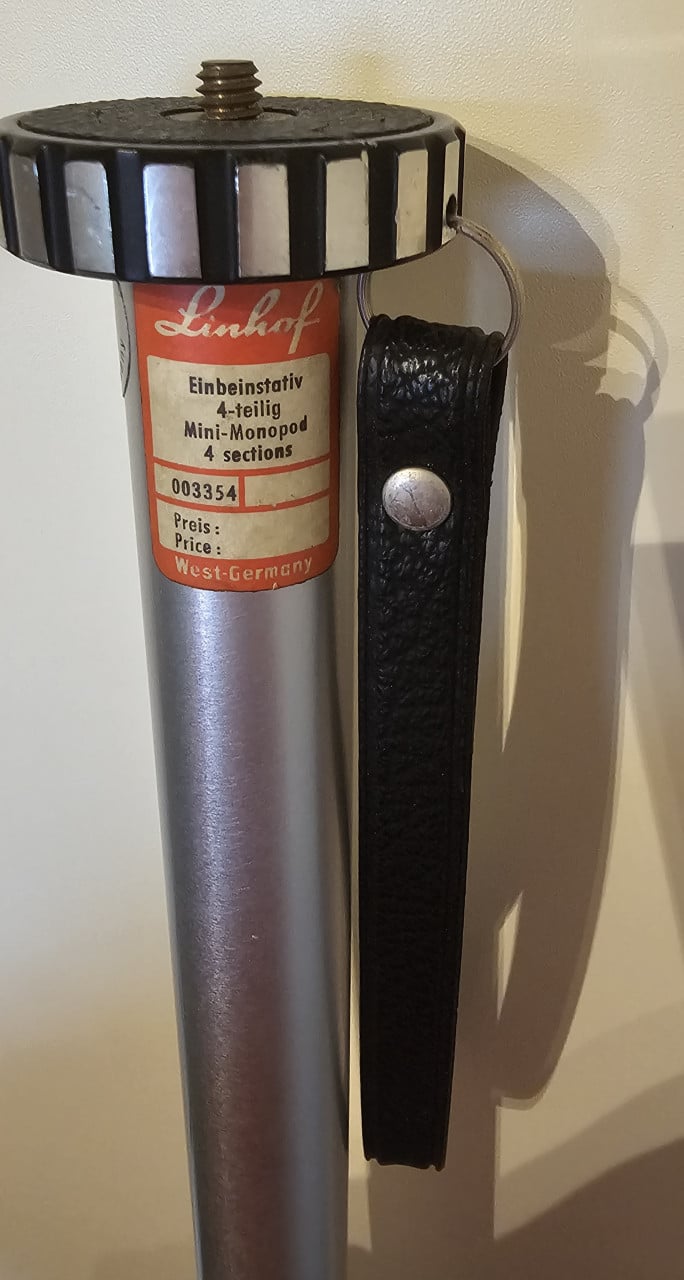 Linhof
Einbeinstativ
4-teilig
Mini-Monopod
4 sections
003354
Preis :
Price :
West-Germany